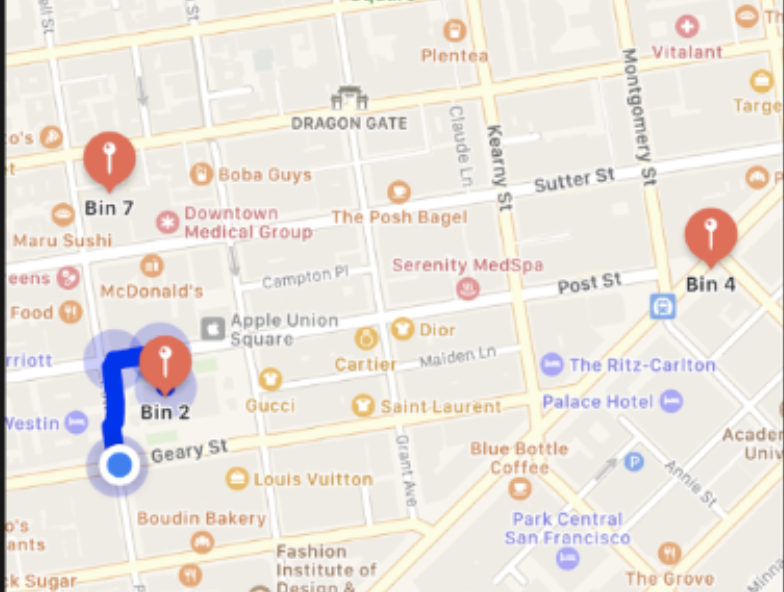 Plentea
Vitalant
Targe
DRAGON GATE
Claude Ln
Kearny St
Montgomery St
Boba Guys
Sutter St
Bin 7
The Posh Bagel
Downtown
Medical Group
Maru Sushi
Serenity MedSpa
Bin 4
eens
McDonald's
Campton Pl
Post St
Food
Apple Union
Square
Dior
Cartier
Maiden Ln
The Ritz-Carlton
rriott
Bin 2
Gucci
Saint Laurent
Palace Hotel
Westin
Geary St
Grant Ave
Blue Bottle
Coffee
Academ
Univ
Louis Vuitton
P
Annie St
Boudin Bakery
Park Central
San Francisco
o's
ants
Fashion
Institute of
Design &
The Grove
ck Sugar
Minna